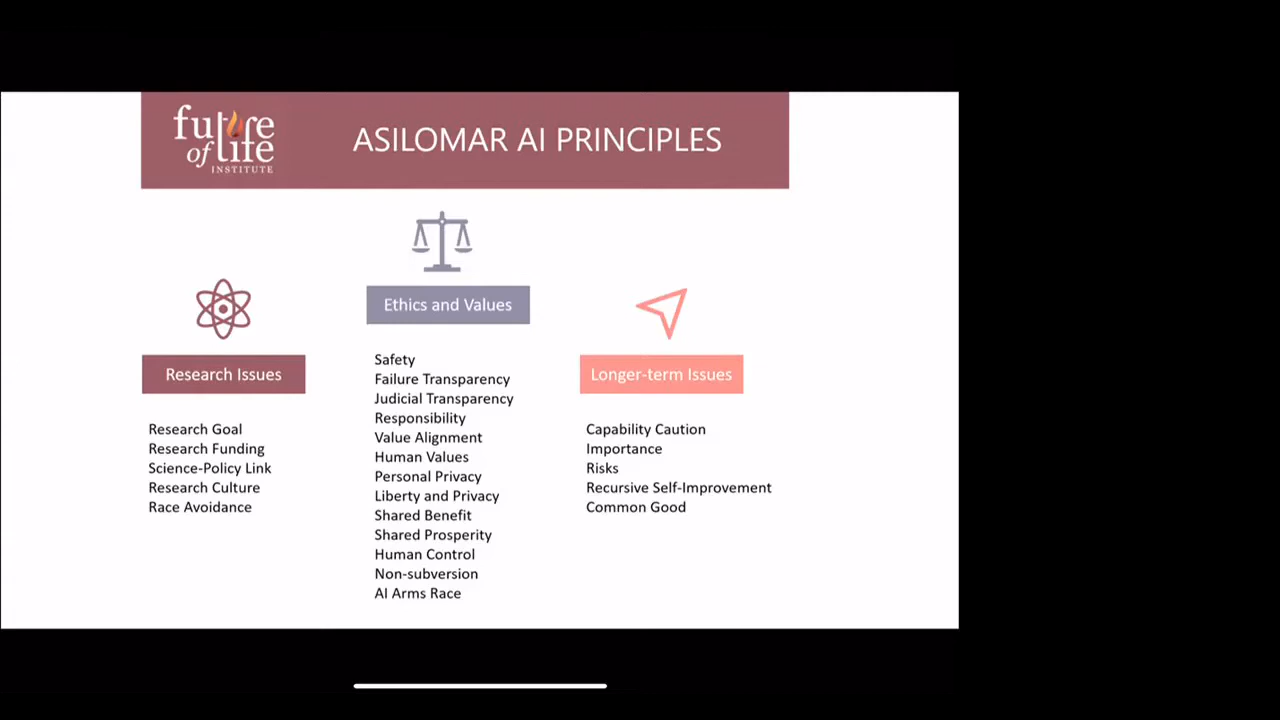 future
of life
INSTITUTE
ASILOMAR AI PRINCIPLES
Research Issues
Research Goal
Research Funding
Science-Policy Link
Research Culture
Race Avoidance
Ethics and Values
Safety
Failure Transparency
Judicial Transparency
Responsibility
Value Alignment
Human Values
Personal Privacy
Liberty and Privacy
Shared Benefit
Shared Prosperity
Human Control
Non-subversion
AI Arms Race
Longer-term Issues
Capability Caution
Importance
Risks
Recursive Self-Improvement
Common Good